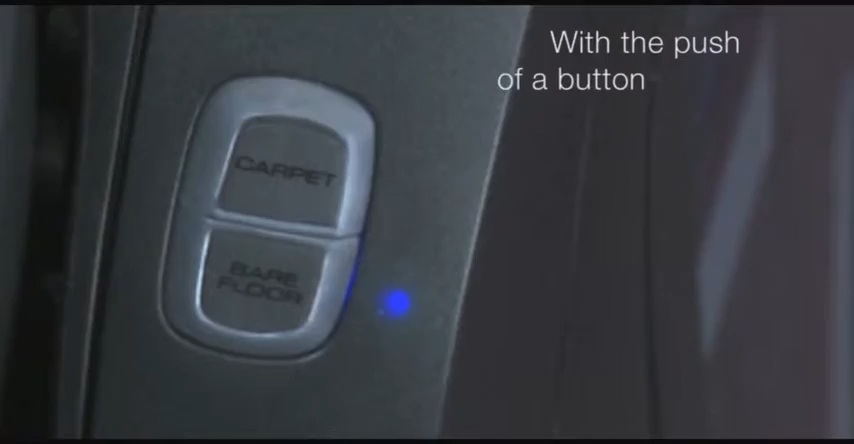 With the push
of a button
CARPET
BARE
FLOOR